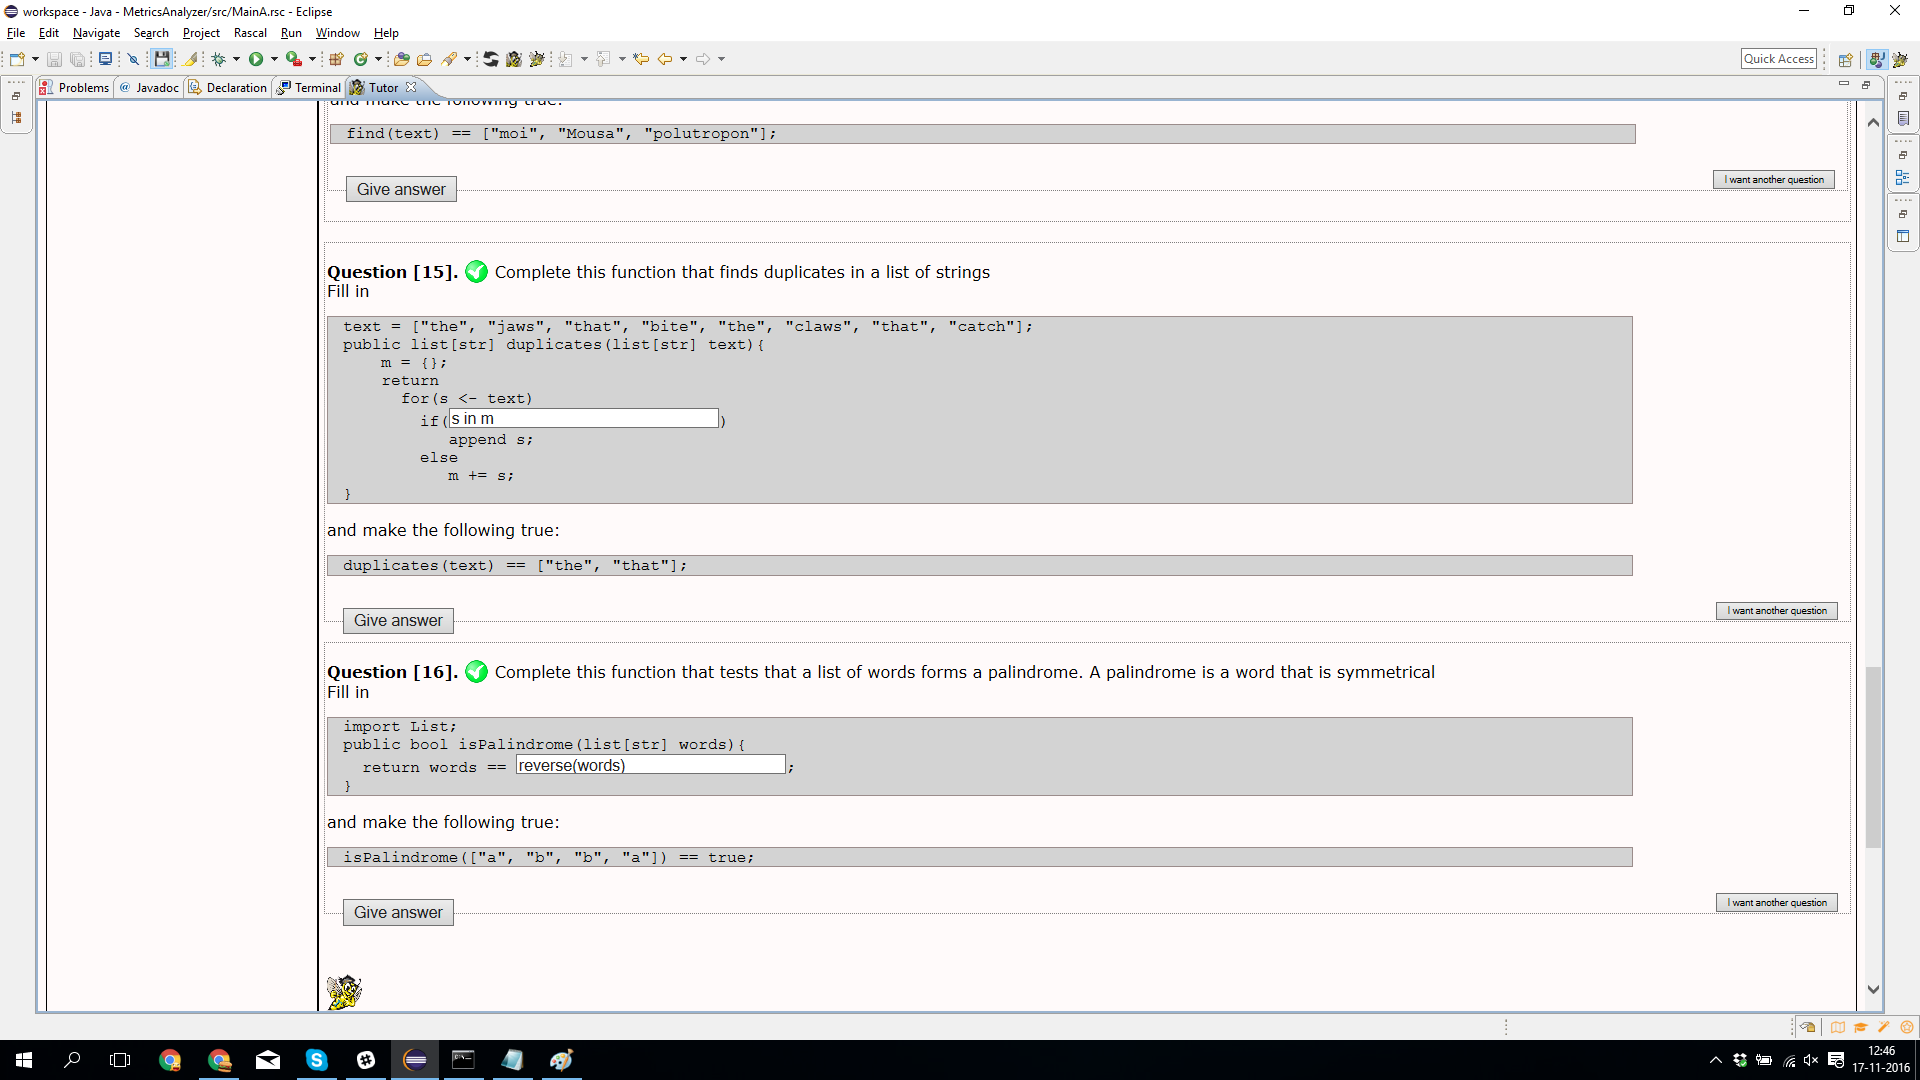 workspace - Java - MetricsAnalyzer/src/MainA.rsc - Eclipse
File Edit Navigate Search Project Rascal Run Window Help
Quick Access
Problems @ Javadoc Declaration Terminal Tutor
and make the following true:
find(text) == ["moi", "Mousa", "polutropon"];
I want another question
Give answer
Question [15]. Complete this function that finds duplicates in a list of strings
Fill in
text = ["the", "jaws", "that", "bite", "the", "claws", "that", "catch"];
public list[str] duplicates(list[str] text){
m = {};
return
for(s <- text)
if(s in m)
append s;
else
m += s;
}
and make the following true:
duplicates(text) == ["the", "that"];
I want another question
Give answer
Question [16]. Complete this function that tests that a list of words forms a palindrome. A palindrome is a word that is symmetrical
Fill in
import List;
public bool isPalindrome(list[str] words){
return words == reverse(words);
}
and make the following true:
isPalindrome(["a", "b", "b", "a"]) == true;
I want another question
Give answer
12:46
17-11-2016